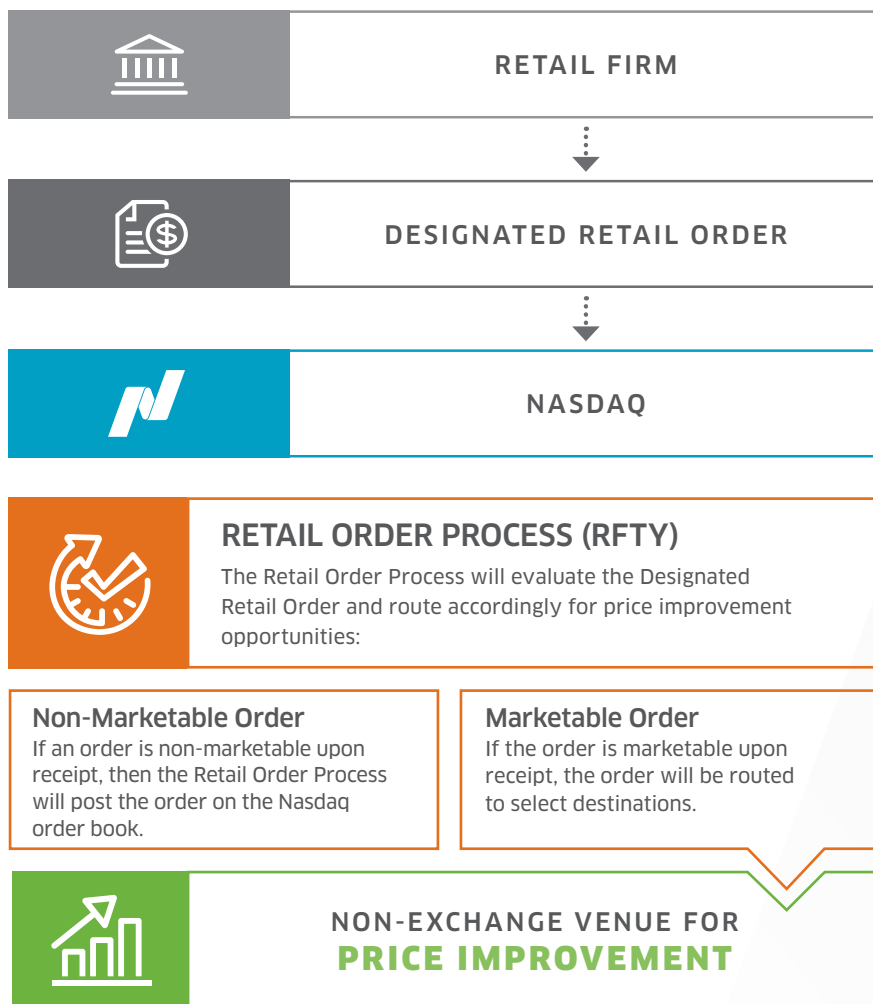 RETAIL FIRM
DESIGNATED RETAIL ORDER
NASDAQ
RETAIL ORDER PROCESS (RFTY)
The Retail Order Process will evaluate the Designated
Retail Order and route accordingly for price improvement
opportunities:
Non-Marketable Order
If an order is non-marketable upon
receipt, then the Retail Order Process
will post the order on the Nasdaq
order book.
Marketable Order
If the order is marketable upon
receipt, the order will be routed
to select destinations.
NON-EXCHANGE VENUE FOR
PRICE IMPROVEMENT